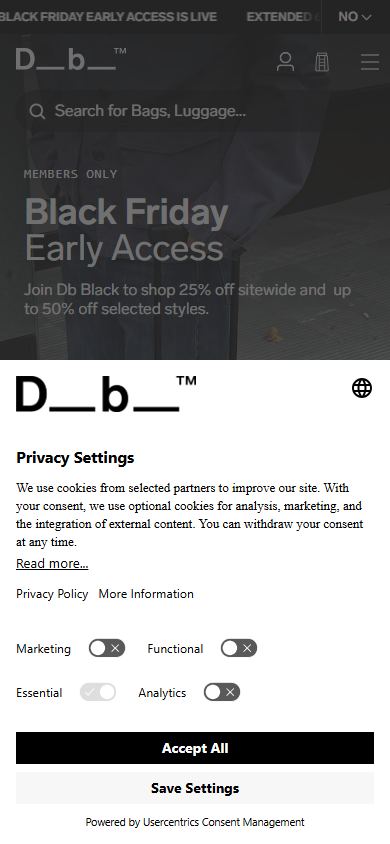 BLACK FRIDAY EARLY ACCESS IS LIVE EXTENDED NO
D__b__™
Search for Bags, Luggage...
MEMBERS ONLY
Black Friday
Early Access
Join Db Black to shop 25% off sitewide and up
to 50% off selected styles.
D__b__™
Privacy Settings
We use cookies from selected partners to improve our site. With
your consent, we use optional cookies for analysis, marketing, and
the integration of external content. You can withdraw your consent
at any time.
Read more...
Privacy Policy More Information
Marketing Functional
Essential Analytics
Accept All
Save Settings
Powered by Usercentrics Consent Management